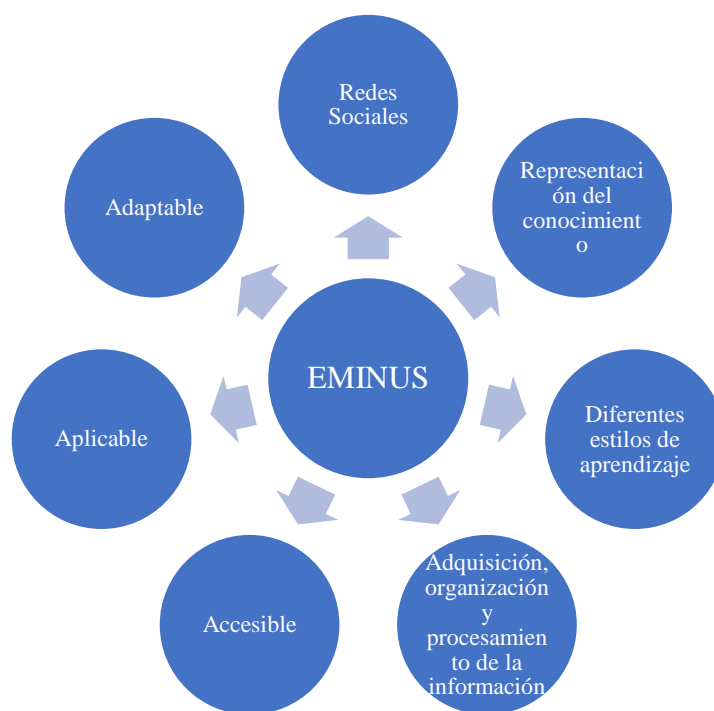 Redes
Sociales
Representaci
ón del
conocimient
o
Diferentes
estilos de
aprendizaje
Adquisición,
organización
y
procesamien
to de la
información
Accesible
Aplicable
Adaptable
EMINUS